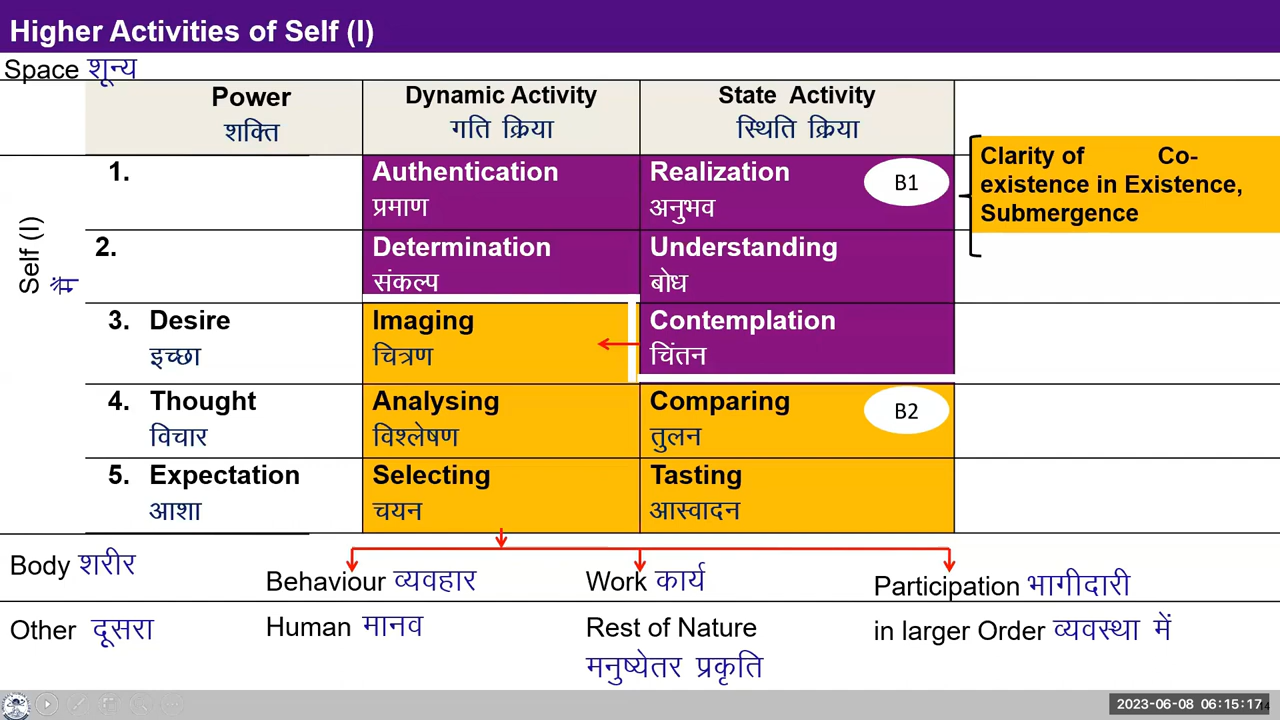 Higher Activities of Self (I)
Space शून्य
Power
शक्ति
Dynamic Activity
गति क्रिया
State Activity
स्थिति क्रिया
Self (I)
मैं
1.
Authentication
प्रमाण
Realization
अनुभव
B1
Clarity of Co-
existence in Existence,
Submergence
2.
Determination
संकल्प
Understanding
बोध
3. Desire
इच्छा
Imaging
चित्रण
Contemplation
चिंतन
4. Thought
विचार
Analysing
विश्लेषण
Comparing
तुलन
B2
5. Expectation
आशा
Selecting
चयन
Tasting
आस्वादन
Body शरीर
Behaviour व्यवहार
Work कार्य
Participation भागीदारी
Other दूसरा
Human मानव
Rest of Nature
मनुष्येतर प्रकृति
in larger Order व्यवस्था में
2023-06-08 06:15:17
14